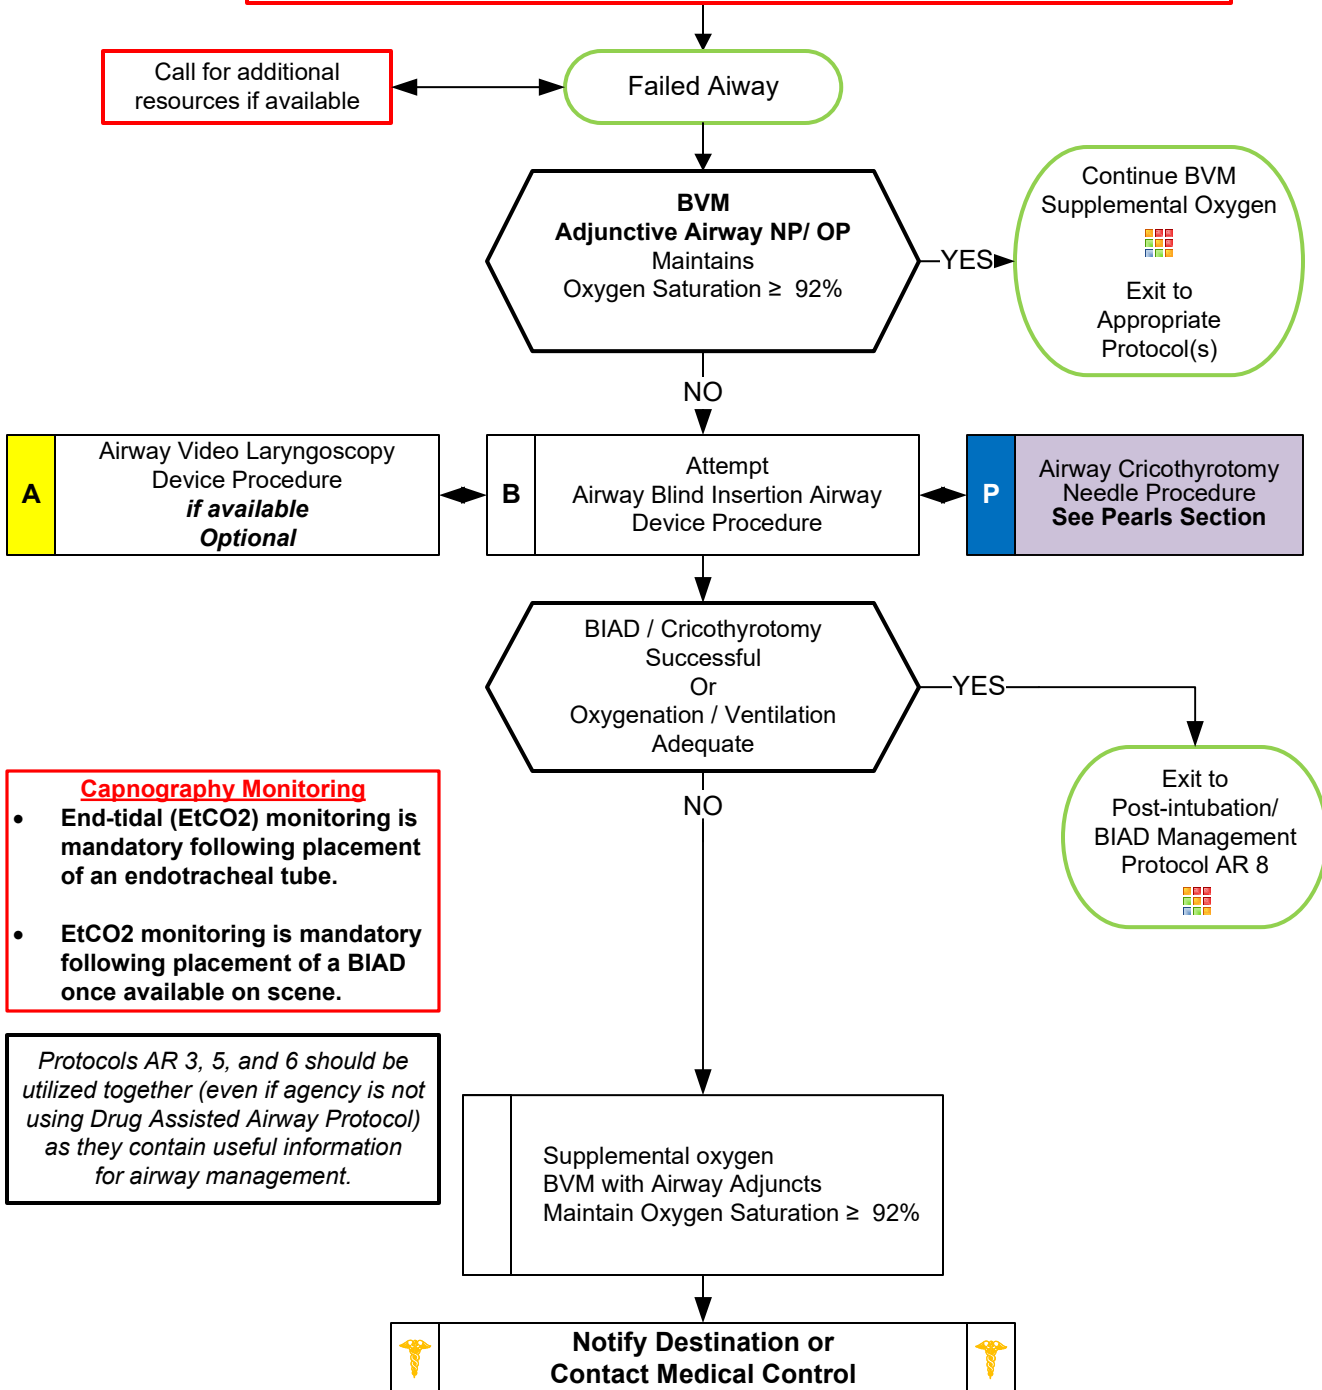 Call for additional
resources if available
Failed Aiway
BVM
Adjunctive Airway NP/ OP
Maintains
Oxygen Saturation ≥ 92%
YES
Continue BVM
Supplemental Oxygen
Exit to
Appropriate
Protocol(s)
NO
A
Airway Video Laryngoscopy
Device Procedure
if available
Optional
B
Attempt
Airway Blind Insertion Airway
Device Procedure
P
Airway Cricothyrotomy
Needle Procedure
See Pearls Section
BIAD / Cricothyrotomy
Successful
Or
Oxygenation / Ventilation
Adequate
YES
Exit to
Post-intubation/
BIAD Management
Protocol AR 8
NO
Capnography Monitoring
• End-tidal (EtCO2) monitoring is
mandatory following placement
of an endotracheal tube.
• EtCO2 monitoring is mandatory
following placement of a BIAD
once available on scene.
Protocols AR 3, 5, and 6 should be
utilized together (even if agency is not
using Drug Assisted Airway Protocol)
as they contain useful information
for airway management.
Supplemental oxygen
BVM with Airway Adjuncts
Maintain Oxygen Saturation ≥ 92%
Notify Destination or
Contact Medical Control